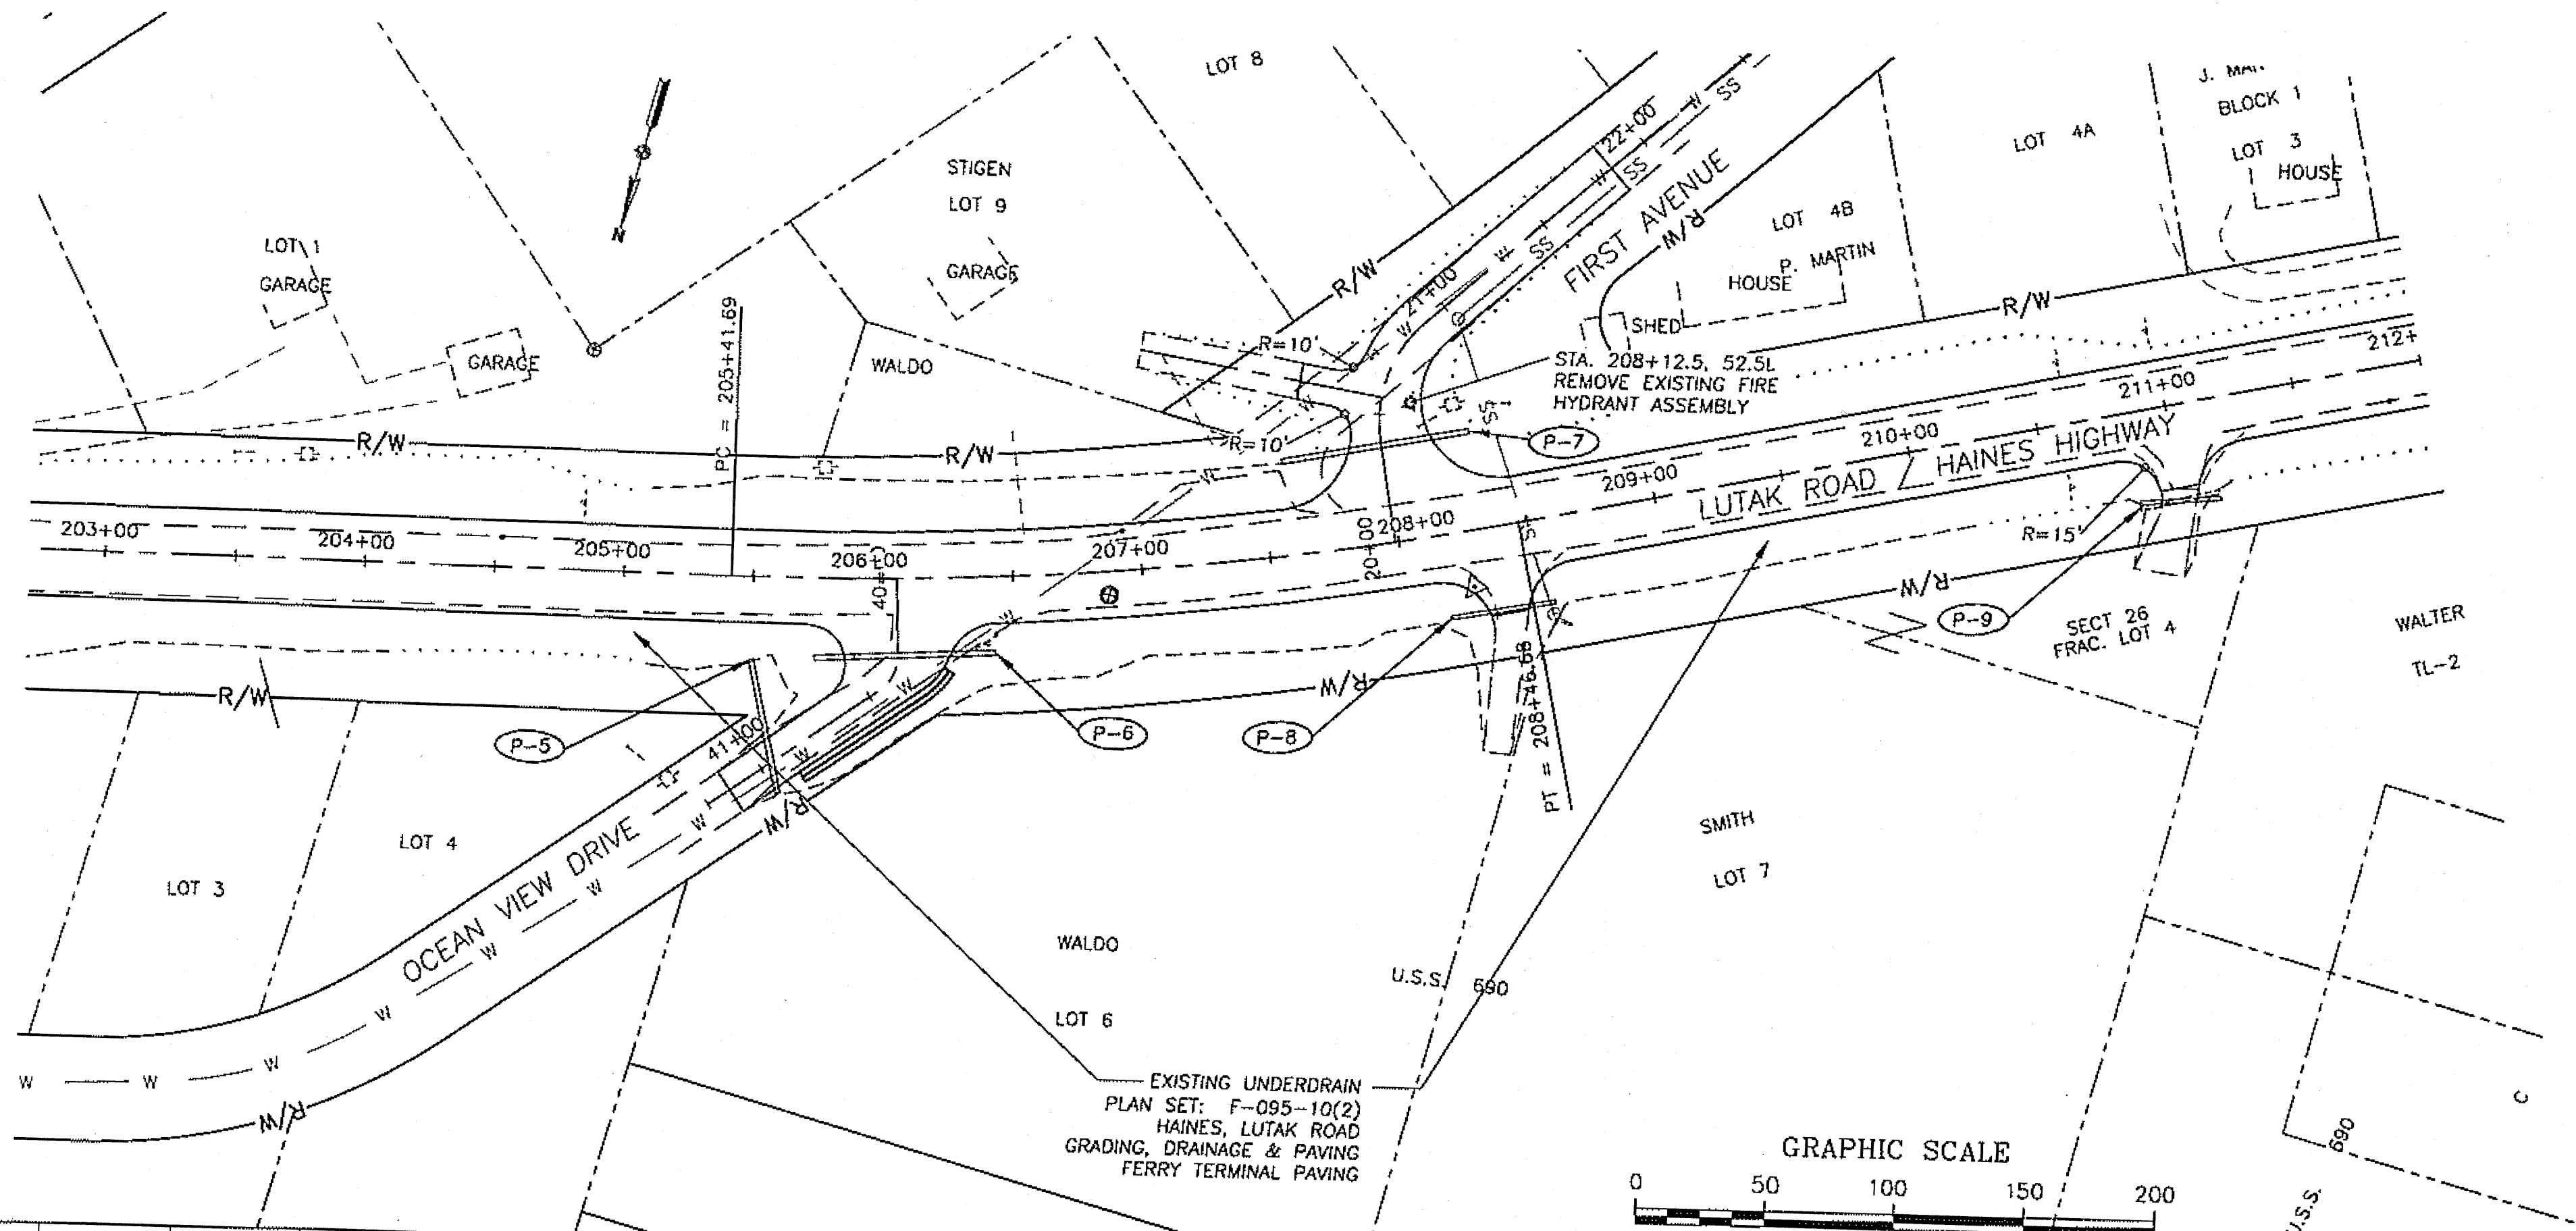 LOT 8
J.
BLOCK 1
LOT 3
HOUSE
LOT 4A
STIGEN
LOT 9
GARAGE
22+00
W
SS
W
SS
W
SS
W
SS
21+00
W
FIRST AVENUE
R/W
R/W
LOT 4B
P. MARTIN
HOUSE
SHED
N
LOT 1
GARAGE
GARAGE
PC = 205+41.69
WALDO
R=10'
R=10'
W
W
STA. 208+12.5, 52.5L
REMOVE EXISTING FIRE
HYDRANT ASSEMBLY
R/W
212+
211+00
210+00
209+00
LUTAK ROAD / HAINES HIGHWAY
SS
P-7
R/W
R/W
203+00
204+00
205+00
206+00
207+00
208+00
20+00
W
R=15'
R/W
P-9
SECT 26
FRAC. LOT 4
WALTER
TL-2
R/W
P-5
P-6
P-8
R/W
PT = 208+46.68
41+00
W
W
W
R/W
LOT 4
LOT 3
OCEAN VIEW DRIVE
W
W
W
W
W
W
R/W
SMITH
LOT 7
WALDO
LOT 6
U.S.S. 690
EXISTING UNDERDRAIN
PLAN SET: F-095-10(2)
HAINES, LUTAK ROAD
GRADING, DRAINAGE & PAVING
FERRY TERMINAL PAVING
GRAPHIC SCALE
0 50 100 150 200
C
690
U.S.S.